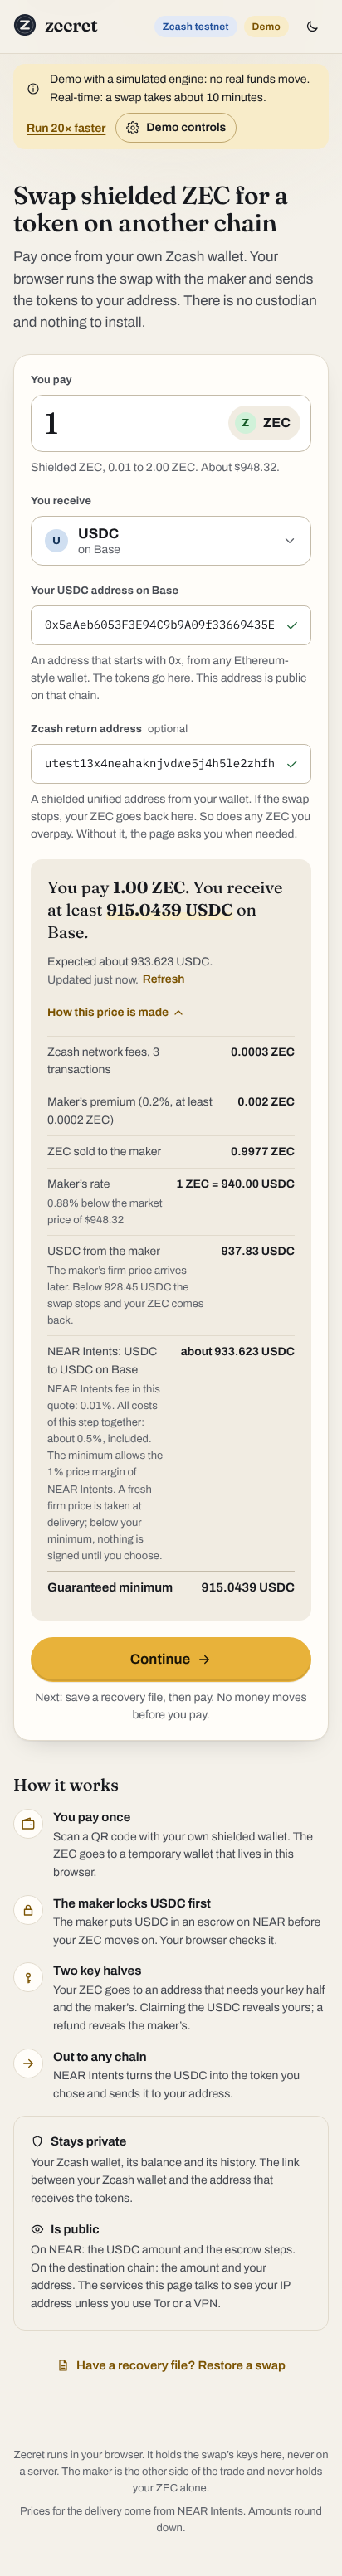 zecret
Zcash testnet
Demo
Demo with a simulated engine: no real funds move.
Real-time: a swap takes about 10 minutes.
Run 20× faster
Demo controls
Swap shielded ZEC for a
token on another chain
Pay once from your own Zcash wallet. Your
browser runs the swap with the maker and sends
the tokens to your address. There is no custodian
and nothing to install.
You pay
1
Z ZEC
Shielded ZEC, 0.01 to 2.00 ZEC. About $948.32.
You receive
U
USDC
on Base
Your USDC address on Base
0x5aAeb6053F3E94C9b9A09f33669435E
An address that starts with 0x, from any Ethereum-
style wallet. The tokens go here. This address is public
on that chain.
Zcash return address optional
utest13x4neahaknjvdwe5j4h5le2zhfh
A shielded unified address from your wallet. If the swap
stops, your ZEC goes back here. So does any ZEC you
overpay. Without it, the page asks you when needed.
You pay 1.00 ZEC. You receive
at least 915.0439 USDC on
Base.
Expected about 933.623 USDC.
Updated just now. Refresh
How this price is made
Zcash network fees, 3
transactions
0.0003 ZEC
Maker's premium (0.2%, at least
0.0002 ZEC)
0.002 ZEC
ZEC sold to the maker
0.9977 ZEC
Maker's rate
1 ZEC = 940.00 USDC
0.88% below the market
price of $948.32
USDC from the maker
937.83 USDC
The maker's firm price arrives
later. Below 928.45 USDC the
swap stops and your ZEC comes
back.
NEAR Intents: USDC
to USDC on Base
about 933.623 USDC
NEAR Intents fee in this
quote: 0.01%. All costs
of this step together:
about 0.5%, included.
The minimum allows the
1% price margin of
NEAR Intents. A fresh
firm price is taken at
delivery; below your
minimum, nothing is
signed until you choose.
Guaranteed minimum
915.0439 USDC
Continue
Next: save a recovery file, then pay. No money moves
before you pay.
How it works
You pay once
Scan a QR code with your own shielded wallet. The
ZEC goes to a temporary wallet that lives in this
browser.
The maker locks USDC first
The maker puts USDC in an escrow on NEAR before
your ZEC moves on. Your browser checks it.
Two key halves
Your ZEC goes to an address that needs your key half
and the maker's. Claiming the USDC reveals yours; a
refund reveals the maker's.
Out to any chain
NEAR Intents turns the USDC into the token you
chose and sends it to your address.
Stays private
Your Zcash wallet, its balance and its history. The link
between your Zcash wallet and the address that
receives the tokens.
Is public
On NEAR: the USDC amount and the escrow steps.
On the destination chain: the amount and your
address. The services this page talks to see your IP
address unless you use Tor or a VPN.
Have a recovery file? Restore a swap
Zecret runs in your browser. It holds the swap's keys here, never on
a server. The maker is the other side of the trade and never holds
your ZEC alone.
Prices for the delivery come from NEAR Intents. Amounts round
down.